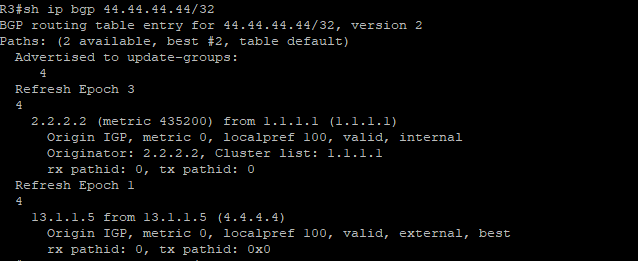 R3#sh ip bgp 44.44.44.44/32
BGP routing table entry for 44.44.44.44/32, version 2
Paths: (2 available, best #2, table default)
  Advertised to update-groups:
     4
  Refresh Epoch 3
  4
    2.2.2.2 (metric 435200) from 1.1.1.1 (1.1.1.1)
      Origin IGP, metric 0, localpref 100, valid, internal
      Originator: 2.2.2.2, Cluster list: 1.1.1.1
      rx pathid: 0, tx pathid: 0
  Refresh Epoch 1
  4
    13.1.1.5 from 13.1.1.5 (4.4.4.4)
      Origin IGP, metric 0, localpref 100, valid, external, best
      rx pathid: 0, tx pathid: 0x0